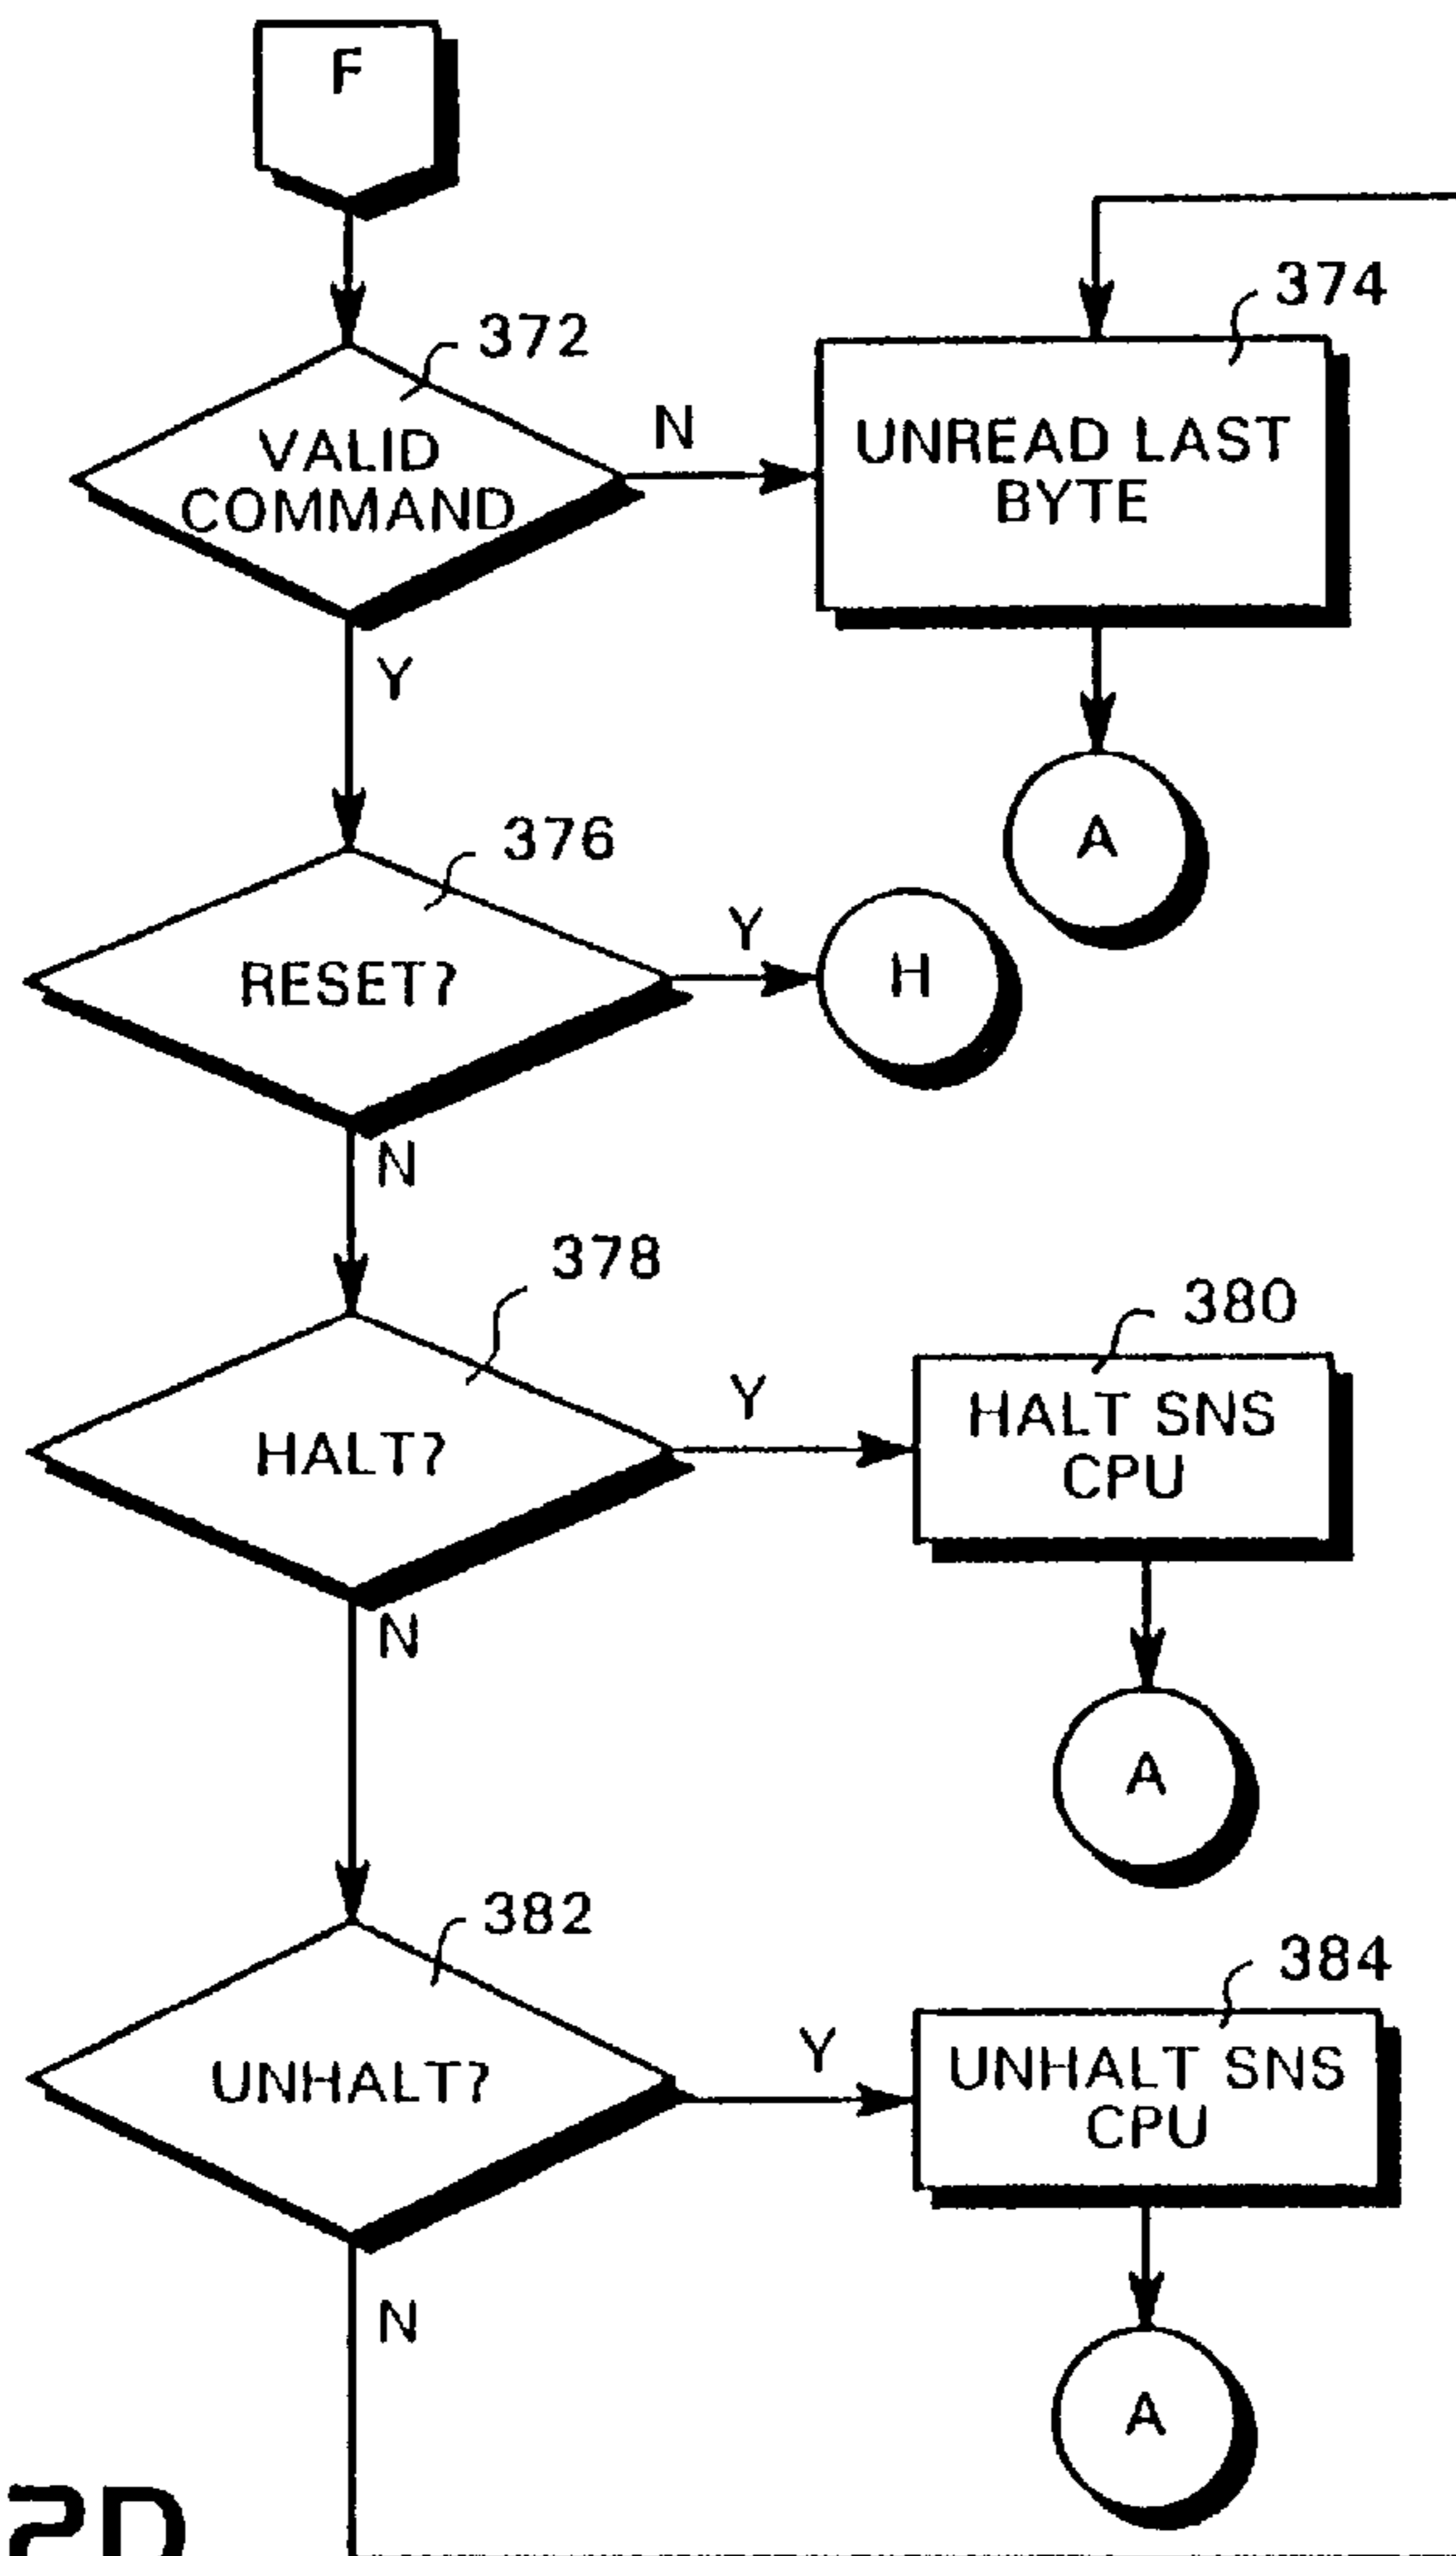 F
372
VALID
COMMAND
N
374
UNREAD LAST
BYTE
Y
A
376
RESET?
Y
H
N
378
HALT?
Y
380
HALT SNS
CPU
N
A
382
UNHALT?
Y
384
UNHALT SNS
CPU
N
A
2D